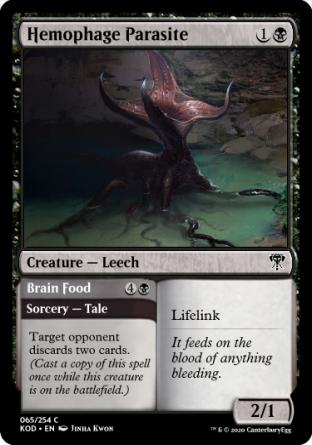 Hemophage Parasite 1
Creature — Leech
Brain Food 4
Sorcery — Tale
Target opponent
discards two cards.
(Cast a copy of this spell
once while this creature
is on the battlefield.)
Lifelink
It feeds on the
blood of anything
bleeding.
2/1
065/254 C
KOD • EN Jinha Kwon
™ & © 2020 CanterburyEgg